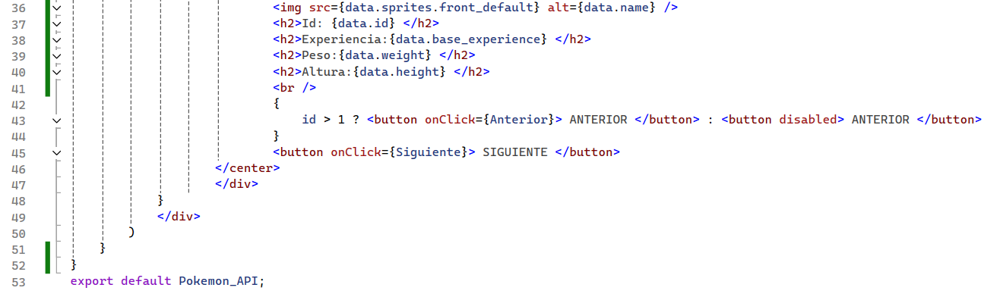 36 <img src={data.sprites.front_default} alt={data.name} />
37 <h2>Id: {data.id} </h2>
38 <h2>Experiencia:{data.base_experience} </h2>
39 <h2>Peso:{data.weight} </h2>
40 <h2>Altura:{data.height} </h2>
41 <br />
42 {
43 id > 1 ? <button onClick={Anterior}> ANTERIOR </button> : <button disabled> ANTERIOR </button>
44 }
45 <button onClick={Siguiente}> SIGUIENTE </button>
46 </center>
47 </div>
48 }
49 </div>
50 )
51 }
52 }
53 export default Pokemon_API;